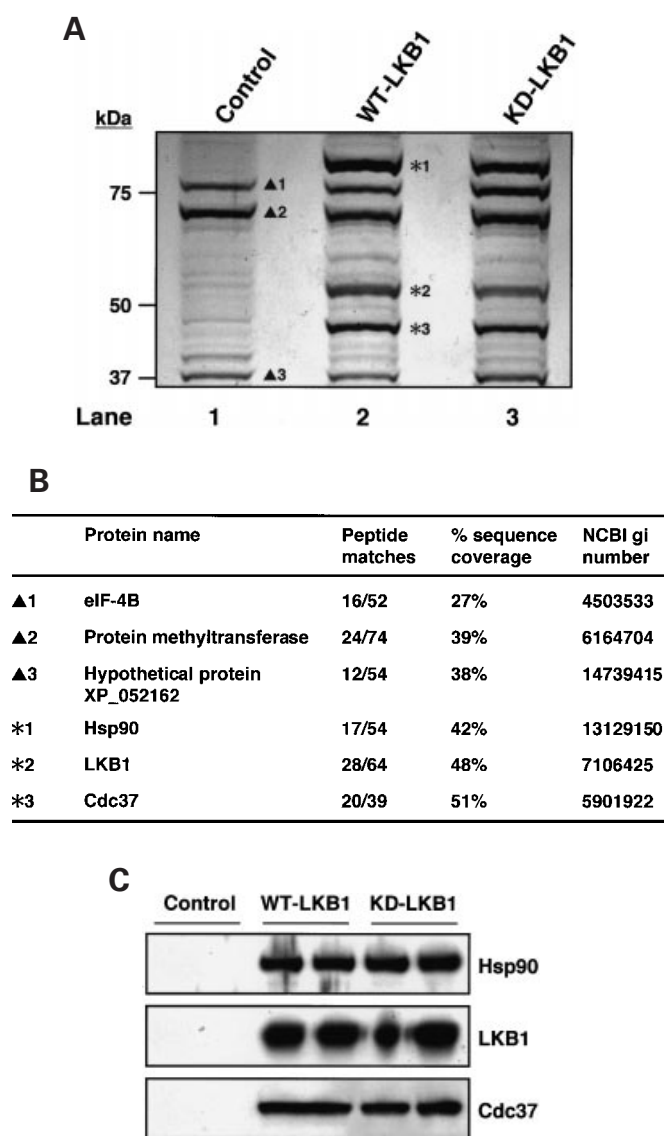 A
Control
WT-LKB1
KD-LKB1
kDa
75
50
37
▲1
▲2
▲3
*1
*2
*3
Lane 1 2 3
B
Protein name Peptide matches % sequence coverage NCBI gi number
▲1 eIF-4B 16/52 27% 4503533
▲2 Protein methyltransferase 24/74 39% 6164704
▲3 Hypothetical protein XP_052162 12/54 38% 14739415
*1 Hsp90 17/54 42% 13129150
*2 LKB1 28/64 48% 7106425
*3 Cdc37 20/39 51% 5901922
C
Control WT-LKB1 KD-LKB1
Hsp90
LKB1
Cdc37